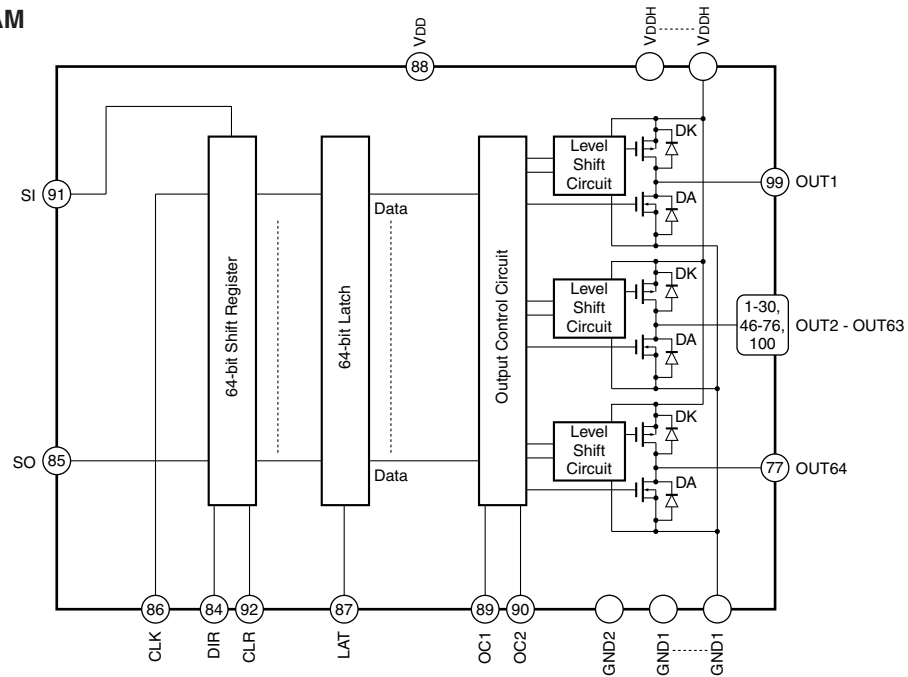 AM
VDD
VDDH
VDDH
88
Level
Shift
Circuit
DK
DA
SI
91
99
OUT1
Data
64-bit Shift Register
64-bit Latch
Output Control Circuit
Level
Shift
Circuit
DK
DA
1-30,
46-76,
100
OUT2 - OUT63
Level
Shift
Circuit
DK
DA
SO
85
Data
77
OUT64
86
84
92
87
89
90
CLK
DIR
CLR
LAT
OC1
OC2
GND2
GND1
GND1